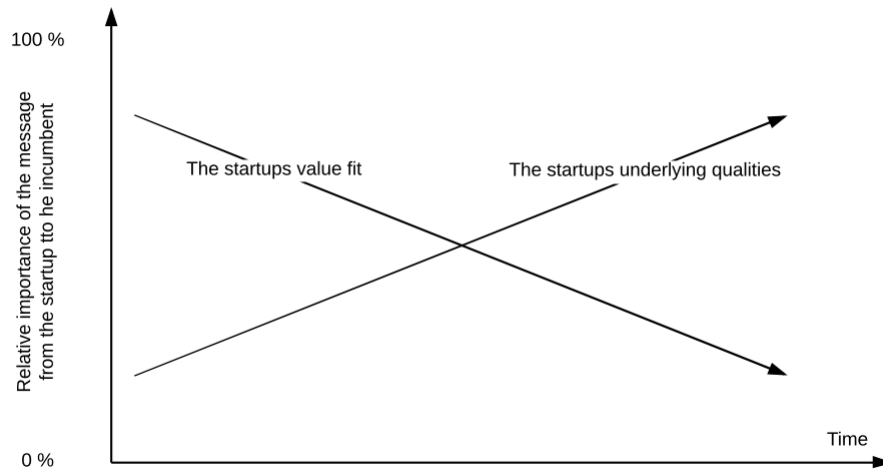 100 %
Relative importance of the message
from the startup tto he incumbent
The startups value fit
The startups underlying qualities
Time
0 %